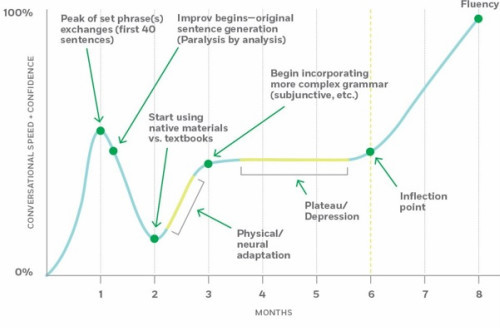 100%
Peak of set phrase(s)
exchanges (first 40
sentences)
Improv begins—original
sentence generation
(Paralysis by analysis)
Fluency
Begin incorporating
more complex grammar
(subjunctive, etc.)
Start using
native materials
vs. textbooks
CONVERSATIONAL SPEED + CONFIDENCE
Plateau/
Depression
Inflection
point
Physical/
neural
adaptation
0%
1 2 3 4 5 6 7 8
MONTHS